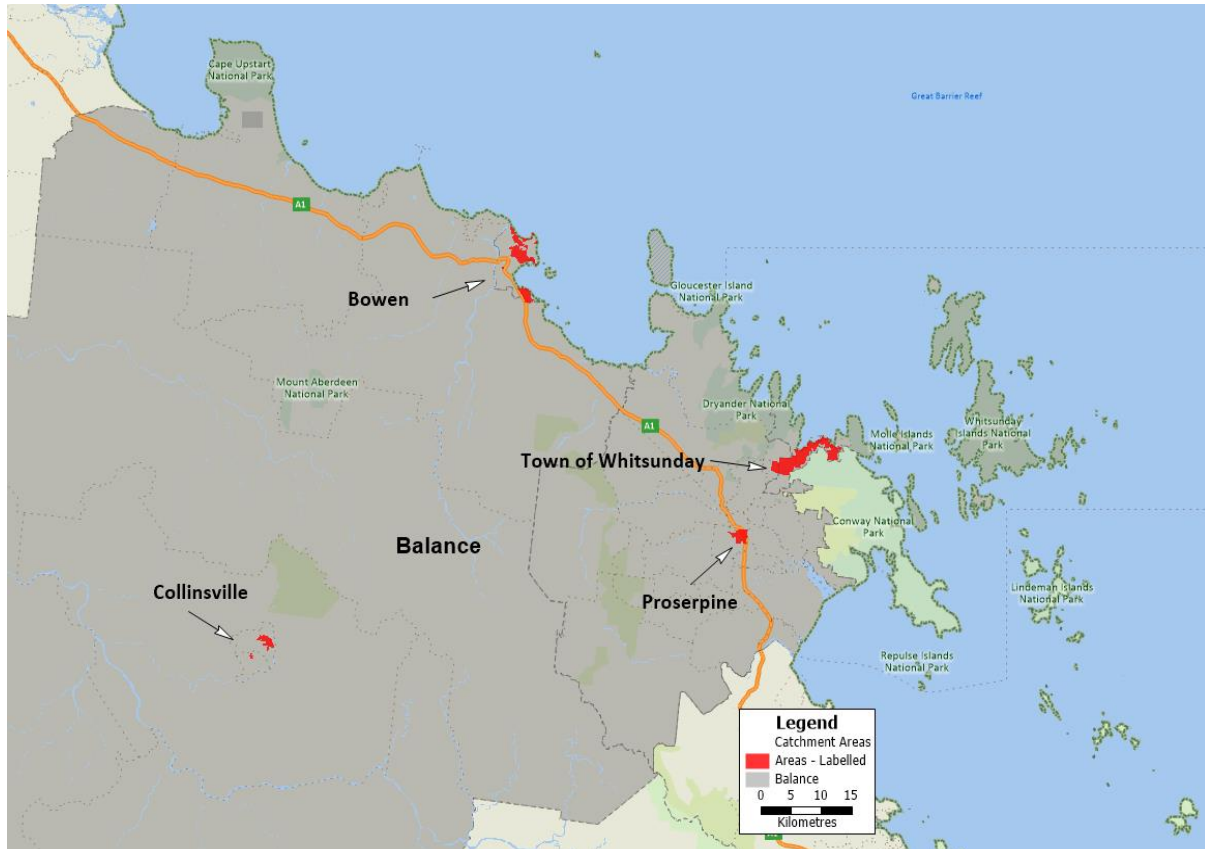 Cape Upstart
National Park
Great Barrier Reef
A1
Bowen
Gloucester Island
National Park
Mount Aberdeen
National Park
Dryander National
Park
A1
Molle Islands
National Park
Whitsunday
Islands National
Park
Town of Whitsunday
Conway National
Park
Balance
Collinsville
Proserpine
Lindeman Islands
National Park
Repulse Islands
National Park
Legend
Catchment Areas
Areas - Labelled
Balance
0 5 10 15
Kilometres
A1